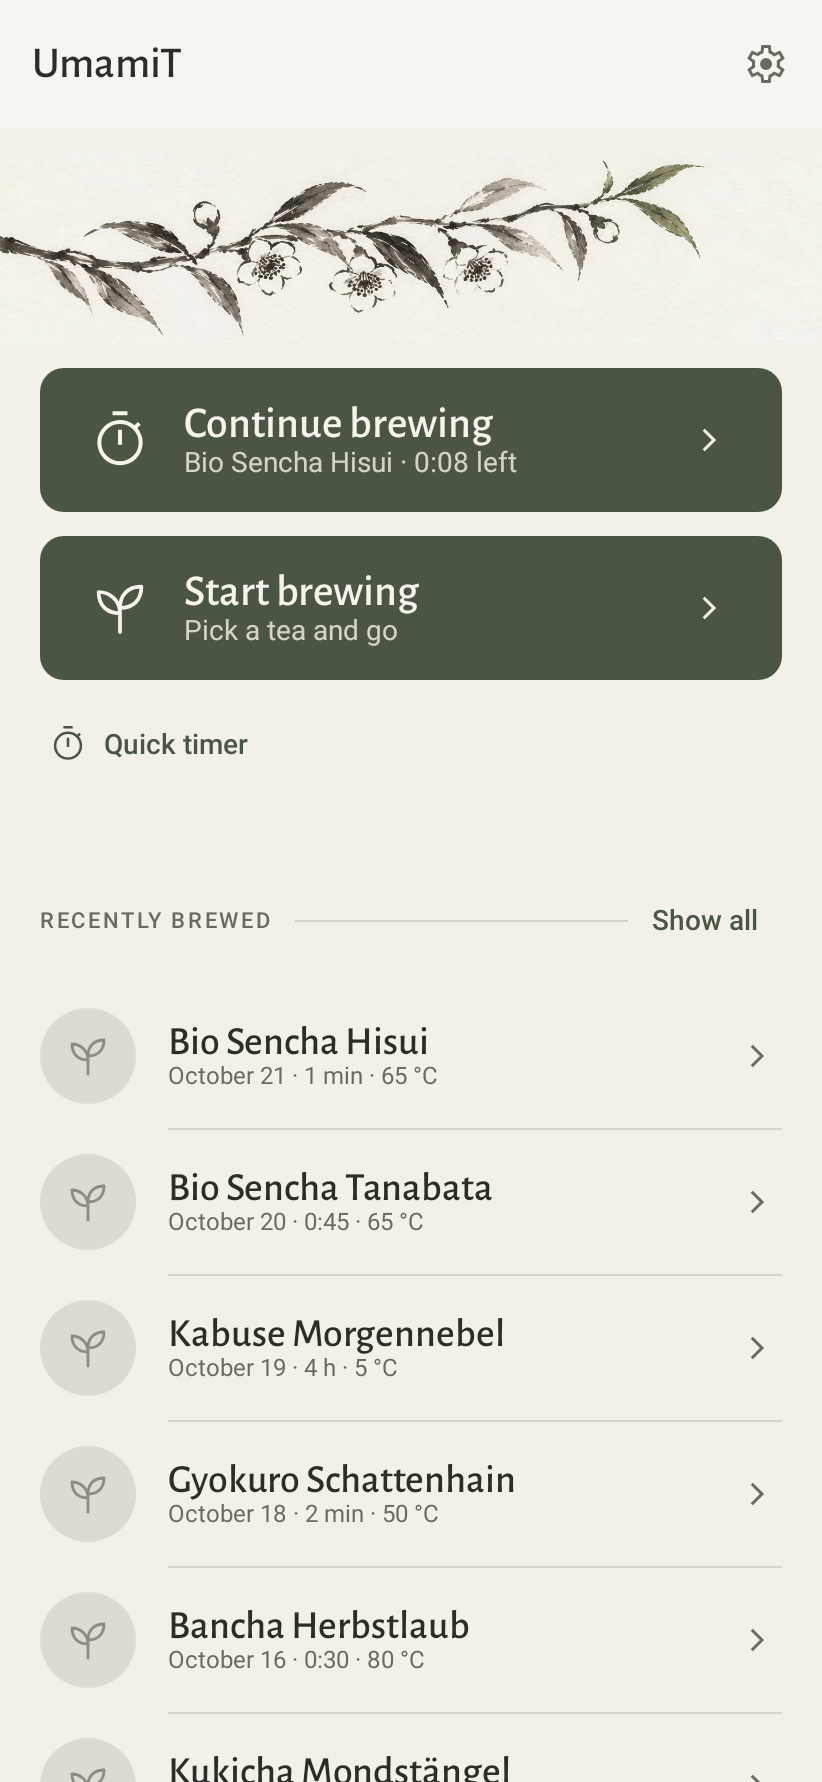 UmamiT
Continue brewing
Bio Sencha Hisui · 0:08 left
Start brewing
Pick a tea and go
Quick timer
RECENTLY BREWED
Show all
Bio Sencha Hisui
October 21 · 1 min · 65 °C
Bio Sencha Tanabata
October 20 · 0:45 · 65 °C
Kabuse Morgennebel
October 19 · 4 h · 5 °C
Gyokuro Schattenhain
October 18 · 2 min · 50 °C
Bancha Herbstlaub
October 16 · 0:30 · 80 °C
Kukicha Mondstängel